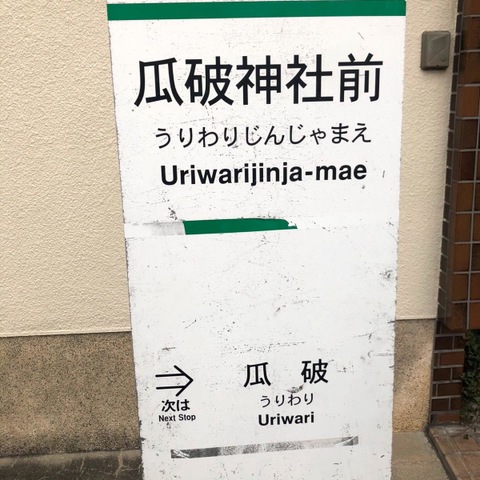 瓜破神社前
うりわりじんじゃまえ
Uriwarijinja-mae
瓜 破
うりわり
Uriwari
次は
Next Stop